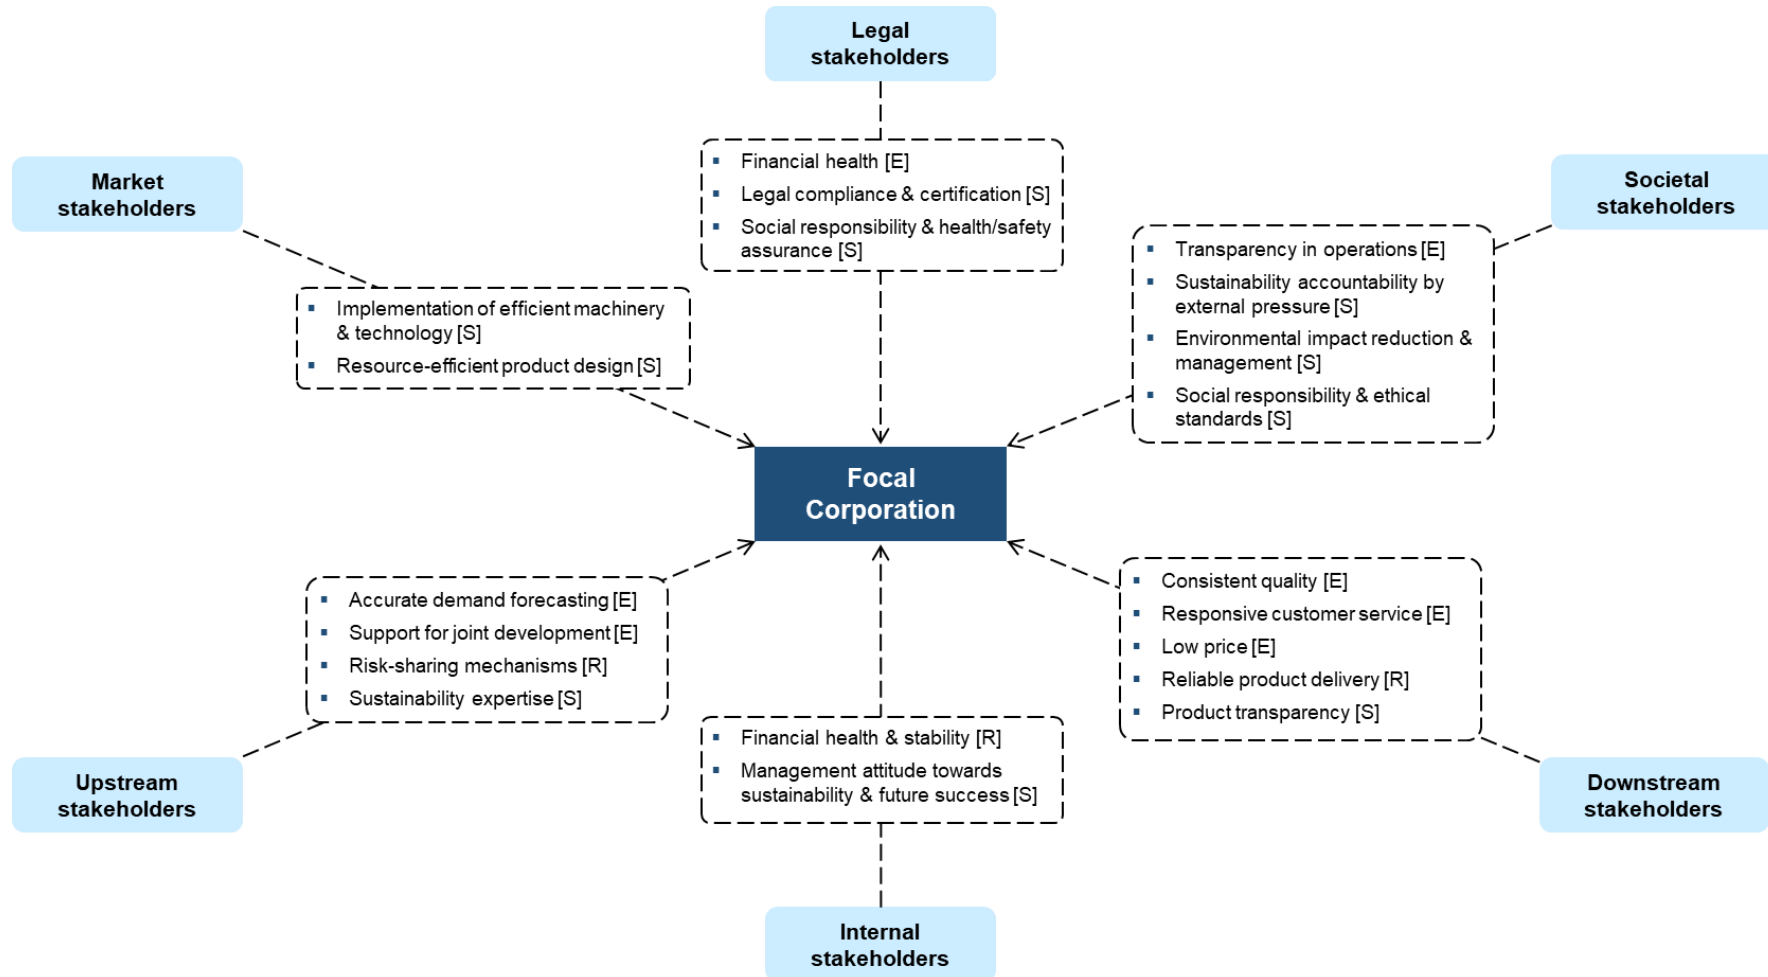 Legal
stakeholders
Market
stakeholders
Societal
stakeholders
▪ Financial health [E]
▪ Legal compliance & certification [S]
▪ Social responsibility & health/safety
assurance [S]
▪ Transparency in operations [E]
▪ Sustainability accountability by
external pressure [S]
▪ Environmental impact reduction &
management [S]
▪ Social responsibility & ethical
standards [S]
▪ Implementation of efficient machinery
& technology [S]
▪ Resource-efficient product design [S]
Focal
Corporation
▪ Accurate demand forecasting [E]
▪ Support for joint development [E]
▪ Risk-sharing mechanisms [R]
▪ Sustainability expertise [S]
▪ Consistent quality [E]
▪ Responsive customer service [E]
▪ Low price [E]
▪ Reliable product delivery [R]
▪ Product transparency [S]
▪ Financial health & stability [R]
▪ Management attitude towards
sustainability & future success [S]
Upstream
stakeholders
Downstream
stakeholders
Internal
stakeholders